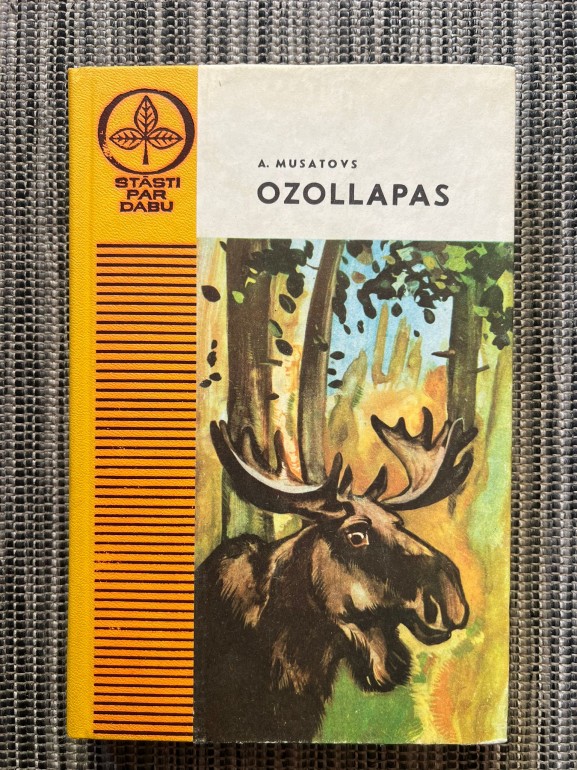 STĀSTI
PAR
DABU
A. MUSATOVS
OZOLLAPAS